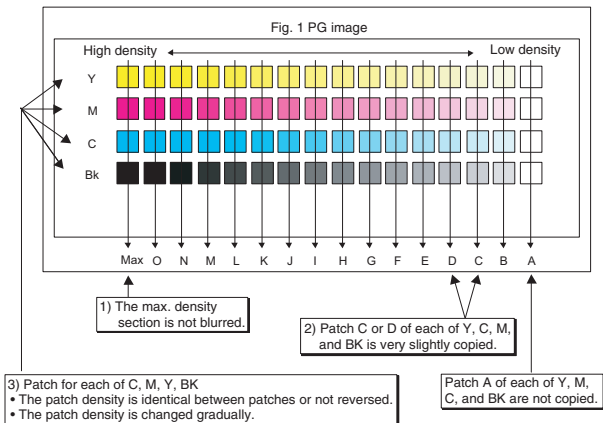 Fig. 1 PG image
High density
Low density
Y
M
C
Bk
Max O N M L K J I H G F E D C B A
1) The max. density
section is not blurred.
2) Patch C or D of each of Y, C, M,
and BK is very slightly copied.
3) Patch for each of C, M, Y, BK
• The patch density is identical between patches or not reversed.
• The patch density is changed gradually.
Patch A of each of Y, M,
C, and BK are not copied.